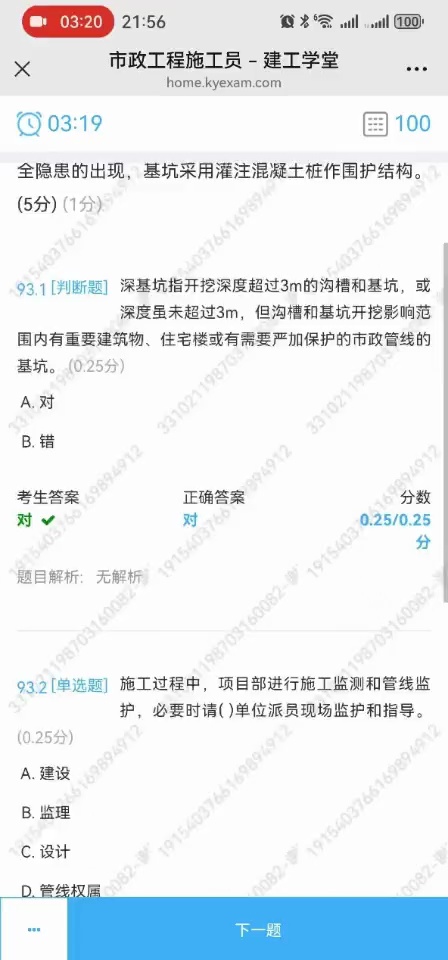 03:20 21:56 100
市政工程施工员 – 建工学堂
home.kyexam.com
03:19 100
全隐患的出现，基坑采用灌注混凝土桩作围护结构。
(5分) (1分)
93.1 [判断题] 深基坑指开挖深度超过3m的沟槽和基坑，或
深度虽未超过3m，但沟槽和基坑开挖影响范
围内有重要建筑物、住宅楼或有需要严加保护的市政管线的
基坑。 (0.25分)
A. 对
B. 错
考生答案 正确答案 分数
对 对 0.25/0.25
分
题目解析： 无解析
93.2 [单选题] 施工过程中，项目部进行施工监测和管线监
护，必要时请( )单位派员现场监护和指导。
(0.25分)
A. 建设
B. 监理
C. 设计
D. 管线权属
... 下一题